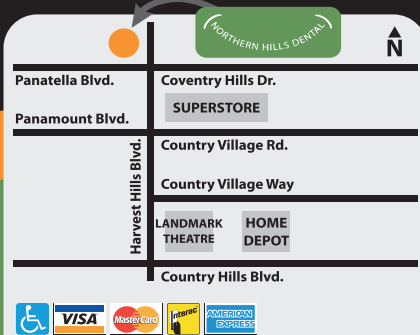 NORTHERN HILLS DENTAL
N
Panatella Blvd.
Coventry Hills Dr.
SUPERSTORE
Panamount Blvd.
Country Village Rd.
Harvest Hills Blvd.
Country Village Way
LANDMARK
THEATRE
HOME
DEPOT
Country Hills Blvd.
VISA
MasterCard
Interac
AMERICAN
EXPRESS